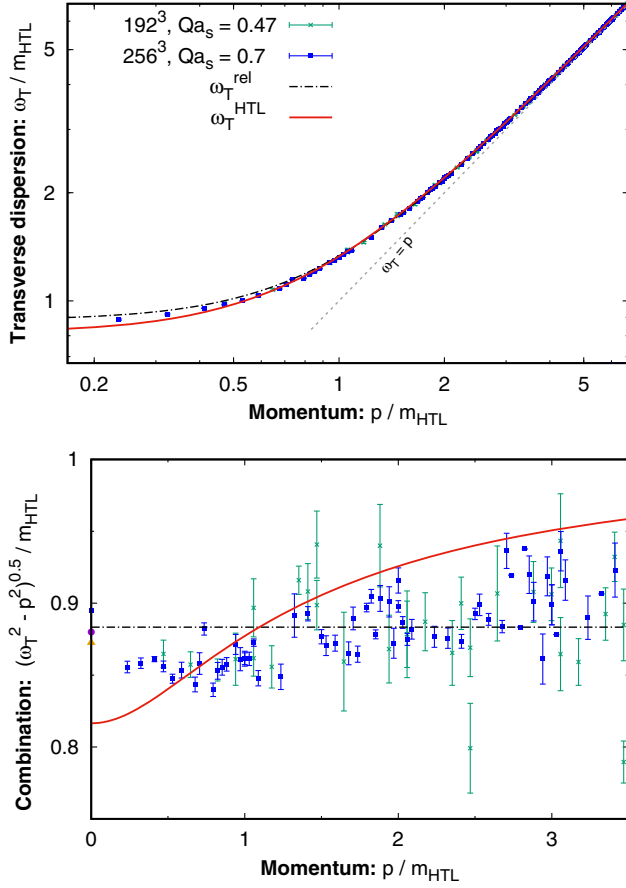 Transverse dispersion: ω_T / m_HTL
192³, Qa_s = 0.47
256³, Qa_s = 0.7
ω_T^rel
ω_T^HTL
ω_T = p
5
2
1
0.2
0.5
1
2
5
Momentum: p / m_HTL
Combination: (ω_T² - p²)^0.5 / m_HTL
1
0.9
0.8
0
1
2
3
Momentum: p / m_HTL